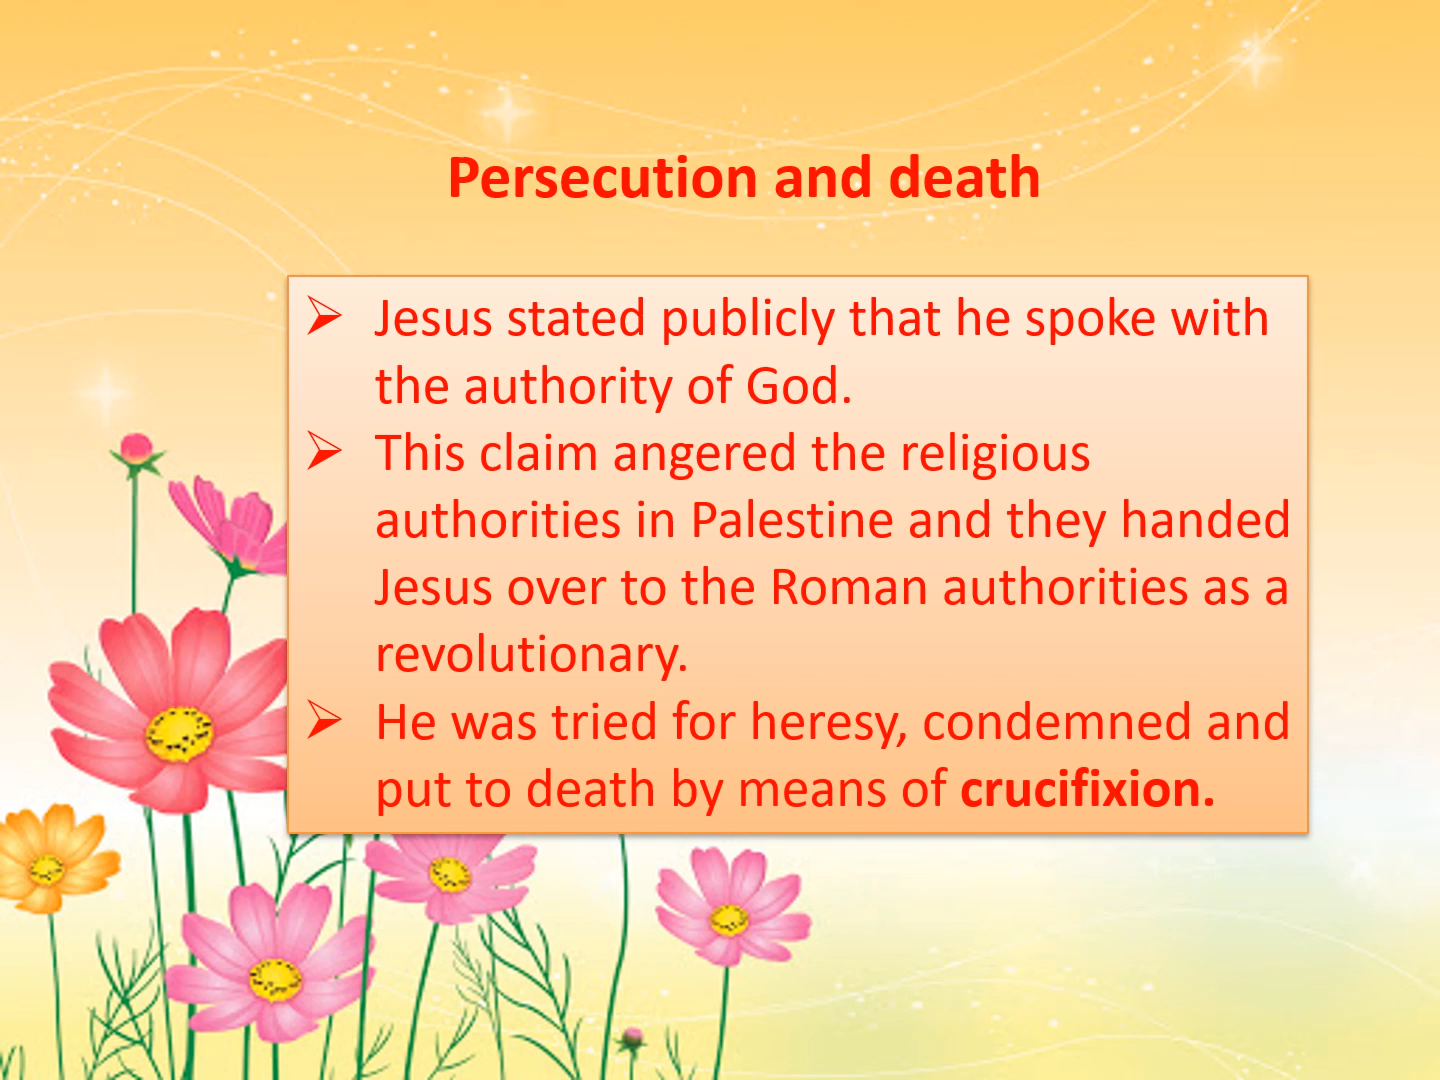 Persecution and death
➢ Jesus stated publicly that he spoke with
the authority of God.
➢ This claim angered the religious
authorities in Palestine and they handed
Jesus over to the Roman authorities as a
revolutionary.
➢ He was tried for heresy, condemned and
put to death by means of crucifixion.